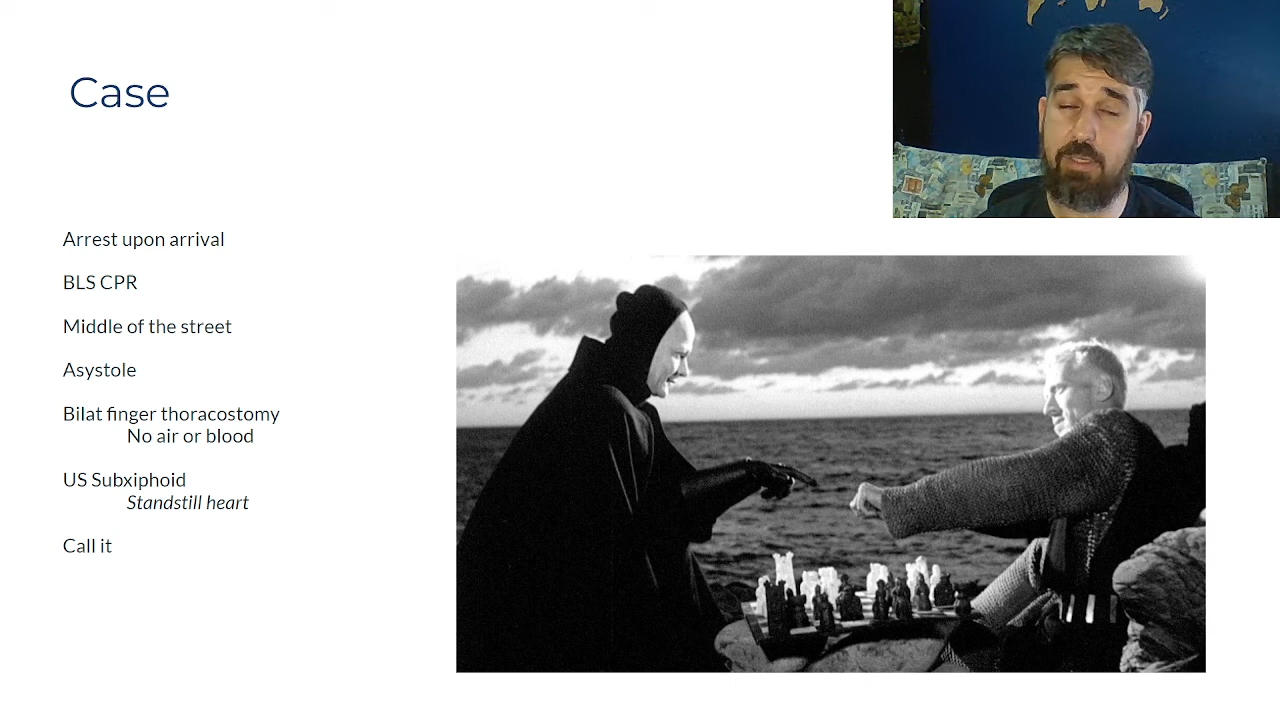 Case
Arrest upon arrival
BLS CPR
Middle of the street
Asystole
Bilat finger thoracostomy
No air or blood
US Subxiphoid
Standstill heart
Call it